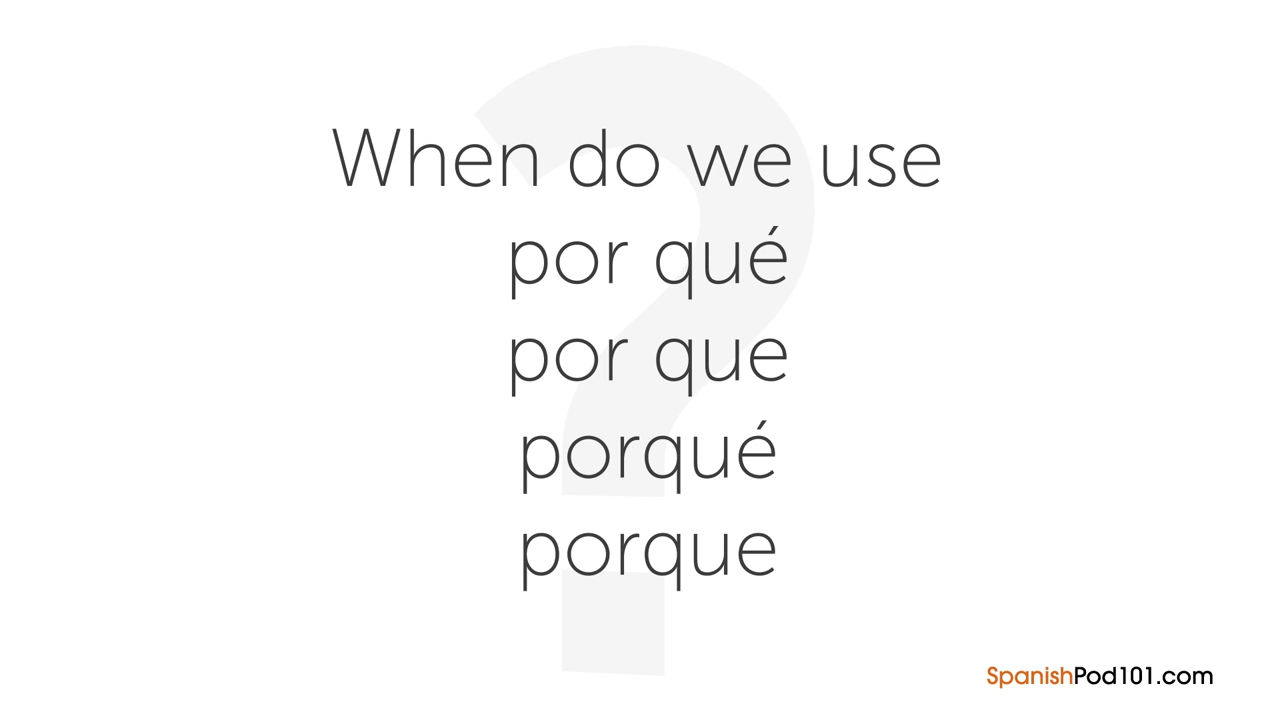 When do we use
por qué
por que
porqué
porque
SpanishPod101.com